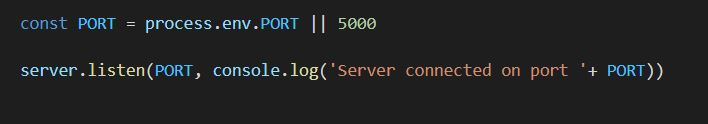 const PORT = process.env.PORT || 5000
server.listen(PORT, console.log('Server connected on port '+ PORT))